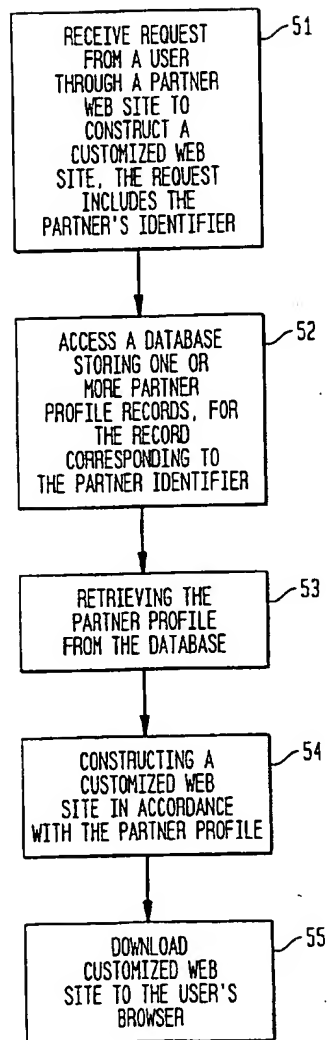 RECEIVE REQUEST
FROM A USER
THROUGH A PARTNER
WEB SITE TO
CONSTRUCT A
CUSTOMIZED WEB
SITE, THE REQUEST
INCLUDES THE
PARTNER'S IDENTIFIER
51
ACCESS A DATABASE
STORING ONE OR
MORE PARTNER
PROFILE RECORDS, FOR
THE RECORD
CORRESPONDING TO
THE PARTNER IDENTIFIER
52
RETRIEVING THE
PARTNER PROFILE
FROM THE DATABASE
53
CONSTRUCTING A
CUSTOMIZED WEB
SITE IN ACCORDANCE
WITH THE PARTNER PROFILE
54
DOWNLOAD
CUSTOMIZED WEB
SITE TO THE USER'S
BROWSER
55